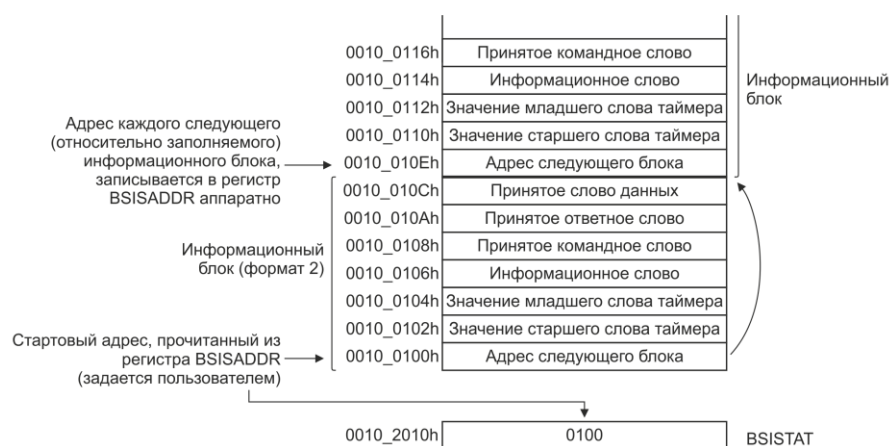 0010_0116h Принятое командное слово
0010_0114h Информационное слово
0010_0112h Значение младшего слова таймера
0010_0110h Значение старшего слова таймера
0010_010Eh Адрес следующего блока
0010_010Ch Принятое слово данных
0010_010Ah Принятое ответное слово
0010_0108h Принятое командное слово
0010_0106h Информационное слово
0010_0104h Значение младшего слова таймера
0010_0102h Значение старшего слова таймера
0010_0100h Адрес следующего блока
Информационный
блок
Адрес каждого следующего
(относительно заполняемого)
информационного блока,
записывается в регистр
BSISADDR аппаратно
Информационный
блок (формат 2)
Стартовый адрес, прочитанный из
регистра BSISADDR
(задается пользователем)
0010_2010h 0100 BSISTAT